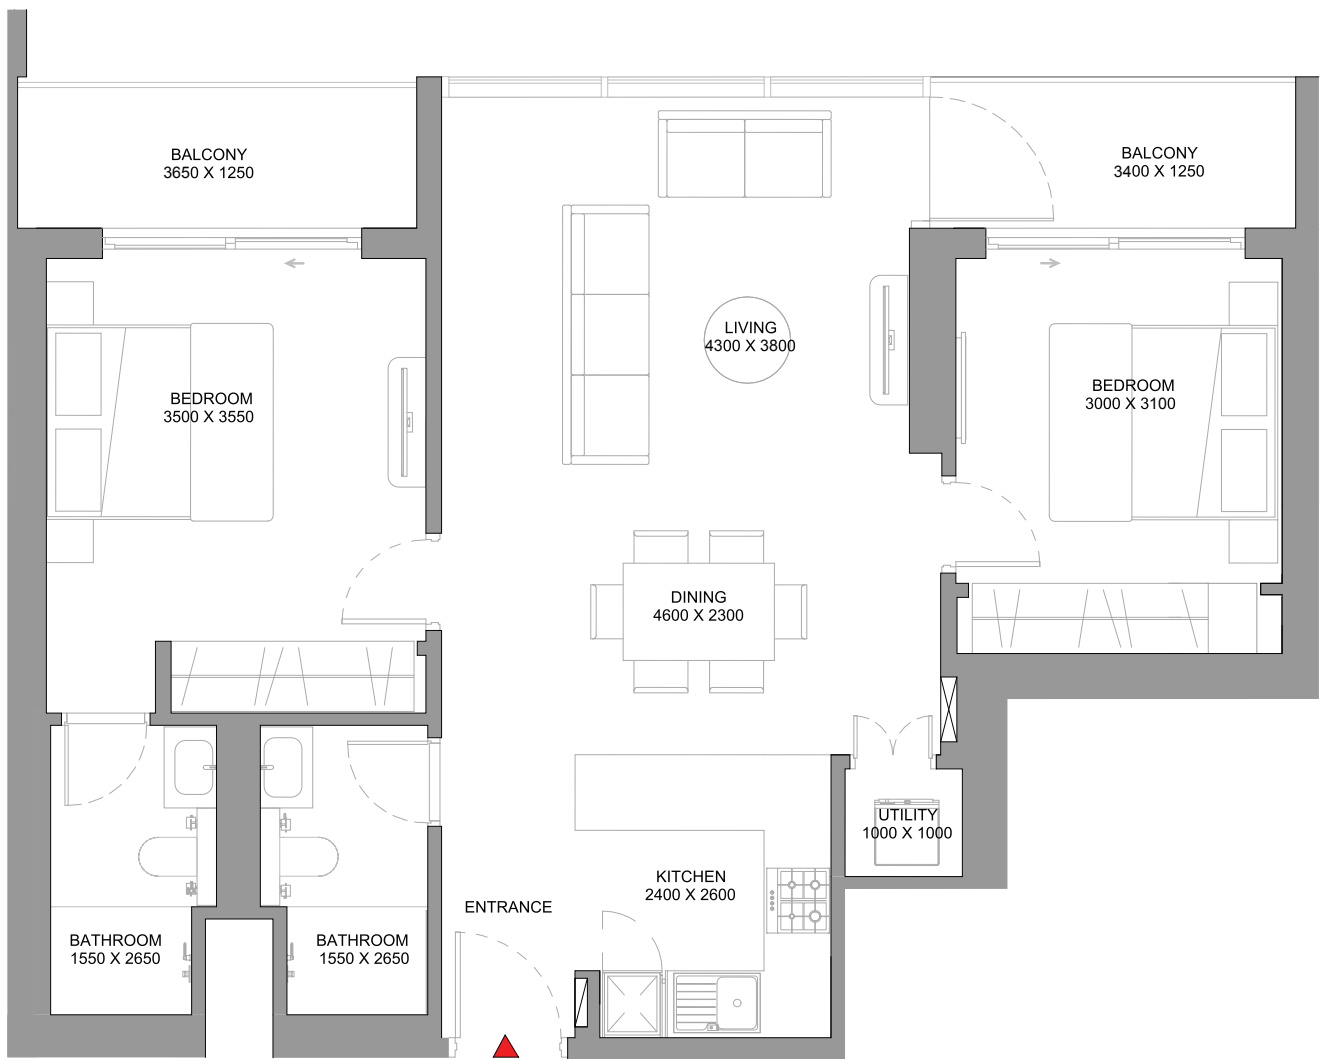 BALCONY
3650 X 1250
BALCONY
3400 X 1250
LIVING
4300 X 3800
BEDROOM
3500 X 3550
BEDROOM
3000 X 3100
DINING
4600 X 2300
UTILITY
1000 X 1000
KITCHEN
2400 X 2600
ENTRANCE
BATHROOM
1550 X 2650
BATHROOM
1550 X 2650